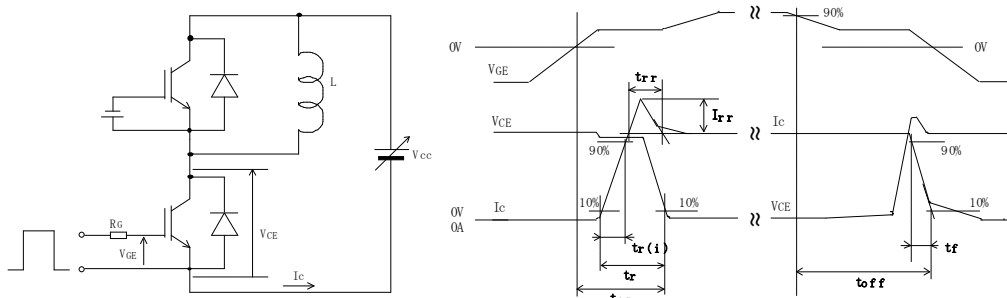 L
Vcc
RG
VGE
VCE
Ic
0V
VGE
90%
0V
trr
Irr
VCE
Ic
90%
90%
10%
10%
10%
0V
0A
Ic
VCE
tr(i)
tr
tf
toff